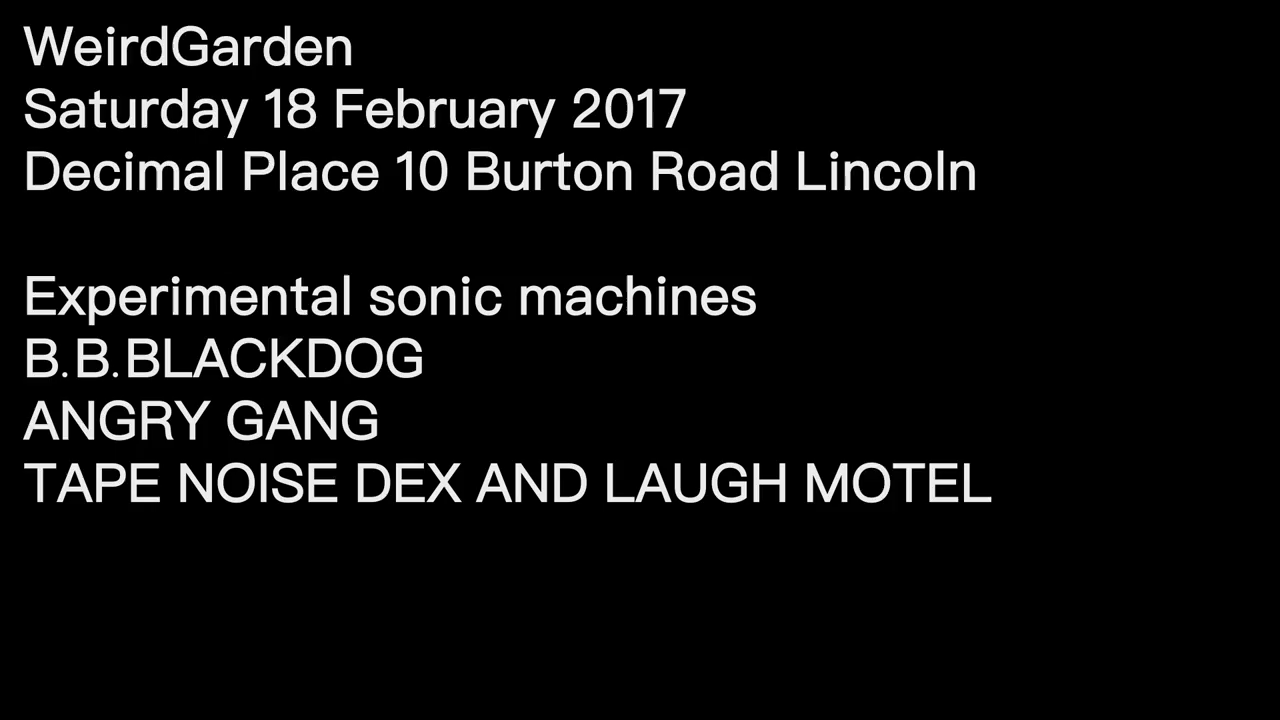 WeirdGarden
Saturday 18 February 2017
Decimal Place 10 Burton Road Lincoln
Experimental sonic machines
B.B.BLACKDOG
ANGRY GANG
TAPE NOISE DEX AND LAUGH MOTEL